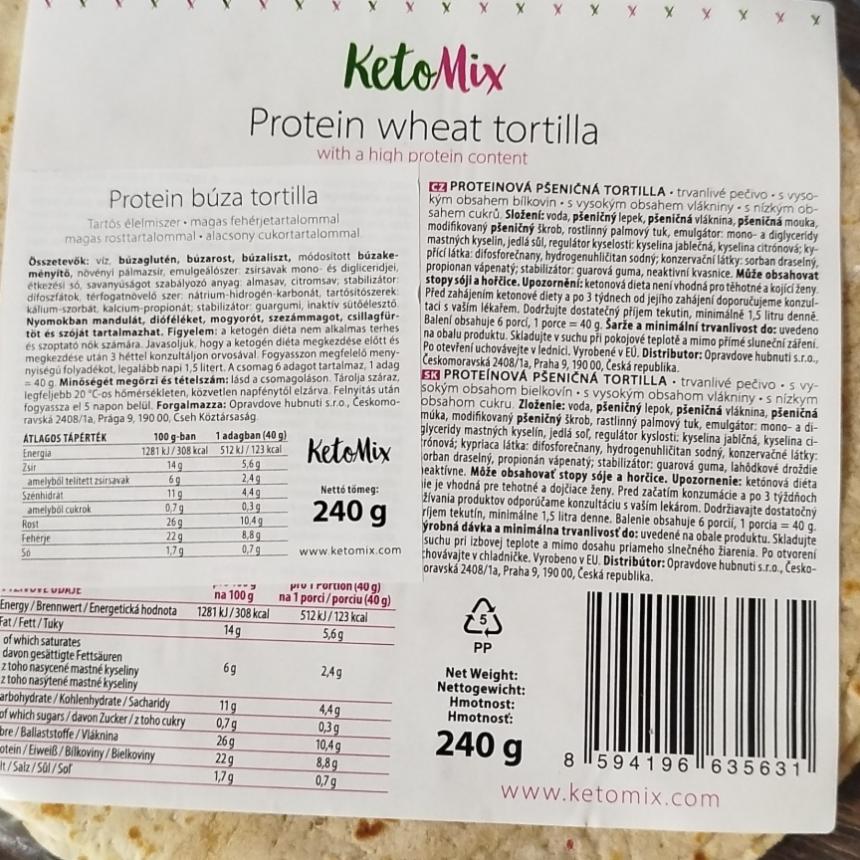 KetoMix
Protein wheat tortilla
with a high protein content
Protein búza tortilla
Tartós élelmiszer • magas fehérjetartalommal
magas rosttartalommal • alacsony cukortartalommal
Összetevők: víz, búzaglutén, búzarost, búzaliszt, módosított búzake-
ményítő, növényi pálmazsír, emulgeálószer: zsírsavak mono- és digliceridjei,
étkezési só, savanyúságot szabályozó anyag: almasav, citromsav, stabilizátor:
difoszfátok, térfogatnövelő szer: nátrium-hidrogén-karbonát, tartósítószerek:
kálium-szorbát, kalcium-propionát, stabilizátor: guargumi, inaktív sütőélesztő.
Nyomokban mandulát, dióféléket, mogyorót, szezámmagot, csillagfür-
töt és szóját tartalmazhat. Figyelem: a ketogén diéta nem alkalmas terhes
és szoptató nők számára. Javasoljuk, hogy a ketogén diéta megkezdése előtt és
megkezdése után 3 héttel konzultáljon orvosával. Fogyasszon megfelelő meny-
nyiségű folyadékot, legalább napi 1,5 litert. A csomag 6 adagot tartalmaz, 1 adag
= 40 g. Minőségét megőrzi és tételszám: lásd a csomagoláson. Tárolja száraz,
legfeljebb 20 °C-os hőmérsékleten, közvetlen napfénytől elzárva. Felnyitás után
fogyassza el 5 napon belül. Forgalmazza: Opravdove hubnuti s.r.o., Českomo-
ravská 2408/1a, Prága 9, 190 00, Cseh Köztársaság.
ÁTLAGOS TÁPÉRTÉK 100 g-ban 1 adagban (40 g)
Energia 1281 kJ / 308 kcal 512 kJ / 123 kcal
Zsír 14 g 5,6 g
amelyből telített zsírsavak 6 g 2,4 g
Szénhidrát 11 g 4,4 g
amelyből cukrok 0,7 g 0,3 g
Rost 26 g 10,4 g
Fehérje 22 g 8,8 g
Só 1,7 g 0,7 g
KetoMix
Nettó tömeg:
240 g
www.ketomix.com
CZ PROTEINOVÁ PŠENIČNÁ TORTILLA • trvanlivé pečivo • s vyso-
kým obsahem bílkovin • s vysokým obsahem vlákniny • s nízkým ob-
sahem cukrů. Složení: voda, pšeničný lepek, pšeničná vláknina, pšeničná mouka,
modifikovaný pšeničný škrob, rostlinný palmový tuk, emulgátor: mono- a diglyceridy
mastných kyselin, jedlá sůl, regulátor kyselosti: kyselina jablečná, kyselina citrónová; ky-
přící látka: difosforečnany, hydrogenuhličitan sodný; konzervační látky: sorban draselný,
propionan vápenatý; stabilizátor: guarová guma, neaktivní kvasnice. Může obsahovat
stopy sóji a hořčice. Upozornění: ketonová dieta není vhodná pro těhotné a kojící ženy.
Před zahájením ketonové diety a po 3 týdnech od jejího zahájení doporučujeme konzul-
taci s vaším lékařem. Dodržujte dostatečný příjem tekutin, minimálně 1,5 litru denně.
Balení obsahuje 6 porcí, 1 porce = 40 g. Šarže a minimální trvanlivost do: uvedeno
na obalu produktu. Skladujte v suchu při pokojové teplotě a mimo přímé sluneční záření.
Po otevření uchovávejte v lednici. Vyrobené v EU. Distributor: Opravdove hubnuti s.r.o.,
Českomoravská 2408/1a, Praha 9, 190 00, Česká republika.
SK PROTEÍNOVÁ PŠENIČNÁ TORTILLA • trvanlivé pečivo • s vy-
sokým obsahom bielkovín • s vysokým obsahom vlákniny • s nízkym
obsahom cukru. Zloženie: voda, pšeničný lepok, pšeničná vláknina, pšeničná
múka, modifikovaný pšeničný škrob, rastlinný palmový tuk, emulgátor: mono- a di-
glyceridy mastných kyselín, jedlá soľ, regulátor kyslosti: kyselina jablčná, kyselina ci-
rónová; kypriaca látka: difosforečnany, hydrogenuhličitan sodný, konzervačné látky:
orban draselný, propionán vápenatý; stabilizátor: guarová guma, lahôdkové droždie
neaktívne. Môže obsahovať stopy sóje a horčice. Upozornenie: ketónová diéta
ie je vhodná pre tehotné a dojčiace ženy. Pred začatím konzumácie a po 3 týždňoch
žívania produktov odporúčame konzultáciu s vaším lekárom. Dodržiavajte dostatočný
ríjem tekutín, minimálne 1,5 litra denne. Balenie obsahuje 6 porcií, 1 porcia = 40 g.
ýrobná dávka a minimálna trvanlivosť do: uvedené na obale produktu. Skladujte
suchu pri izbovej teplote a mimo dosahu priameho slnečného žiarenia. Po otvorení
chovávajte v chladničke. Vyrobeno v EU. Distribútor: Opravdove hubnuti s.r.o., Česko-
oravská 2408/1a, Praha 9, 190 00, Česká republika.
na 100 g na 1 porci / porciu (40 g)
Energy / Brennwert / Energetická hodnota 1281 kJ / 308 kcal 512 kJ / 123 kcal
Fat / Fett / Tuky 14 g 5,6 g
of which saturates
davon gesättigte Fettsäuren
z toho nasycené mastné kyseliny 6 g 2,4 g
z toho nasýtené mastné kyseliny
arbohydrate / Kohlenhydrate / Sacharidy 11 g 4,4 g
of which sugars / davon Zucker / z toho cukry 0,7 g 0,3 g
bre / Ballaststoffe / Vláknina 26 g 10,4 g
otein / Eiweiß / Bílkoviny / Bielkoviny 22 g 8,8 g
lt / Salz / Sůl / Soľ 1,7 g 0,7 g
5
PP
Net Weight:
Nettogewicht:
Hmotnost:
Hmotnosť:
240 g
8 594196 635631
www.ketomix.com